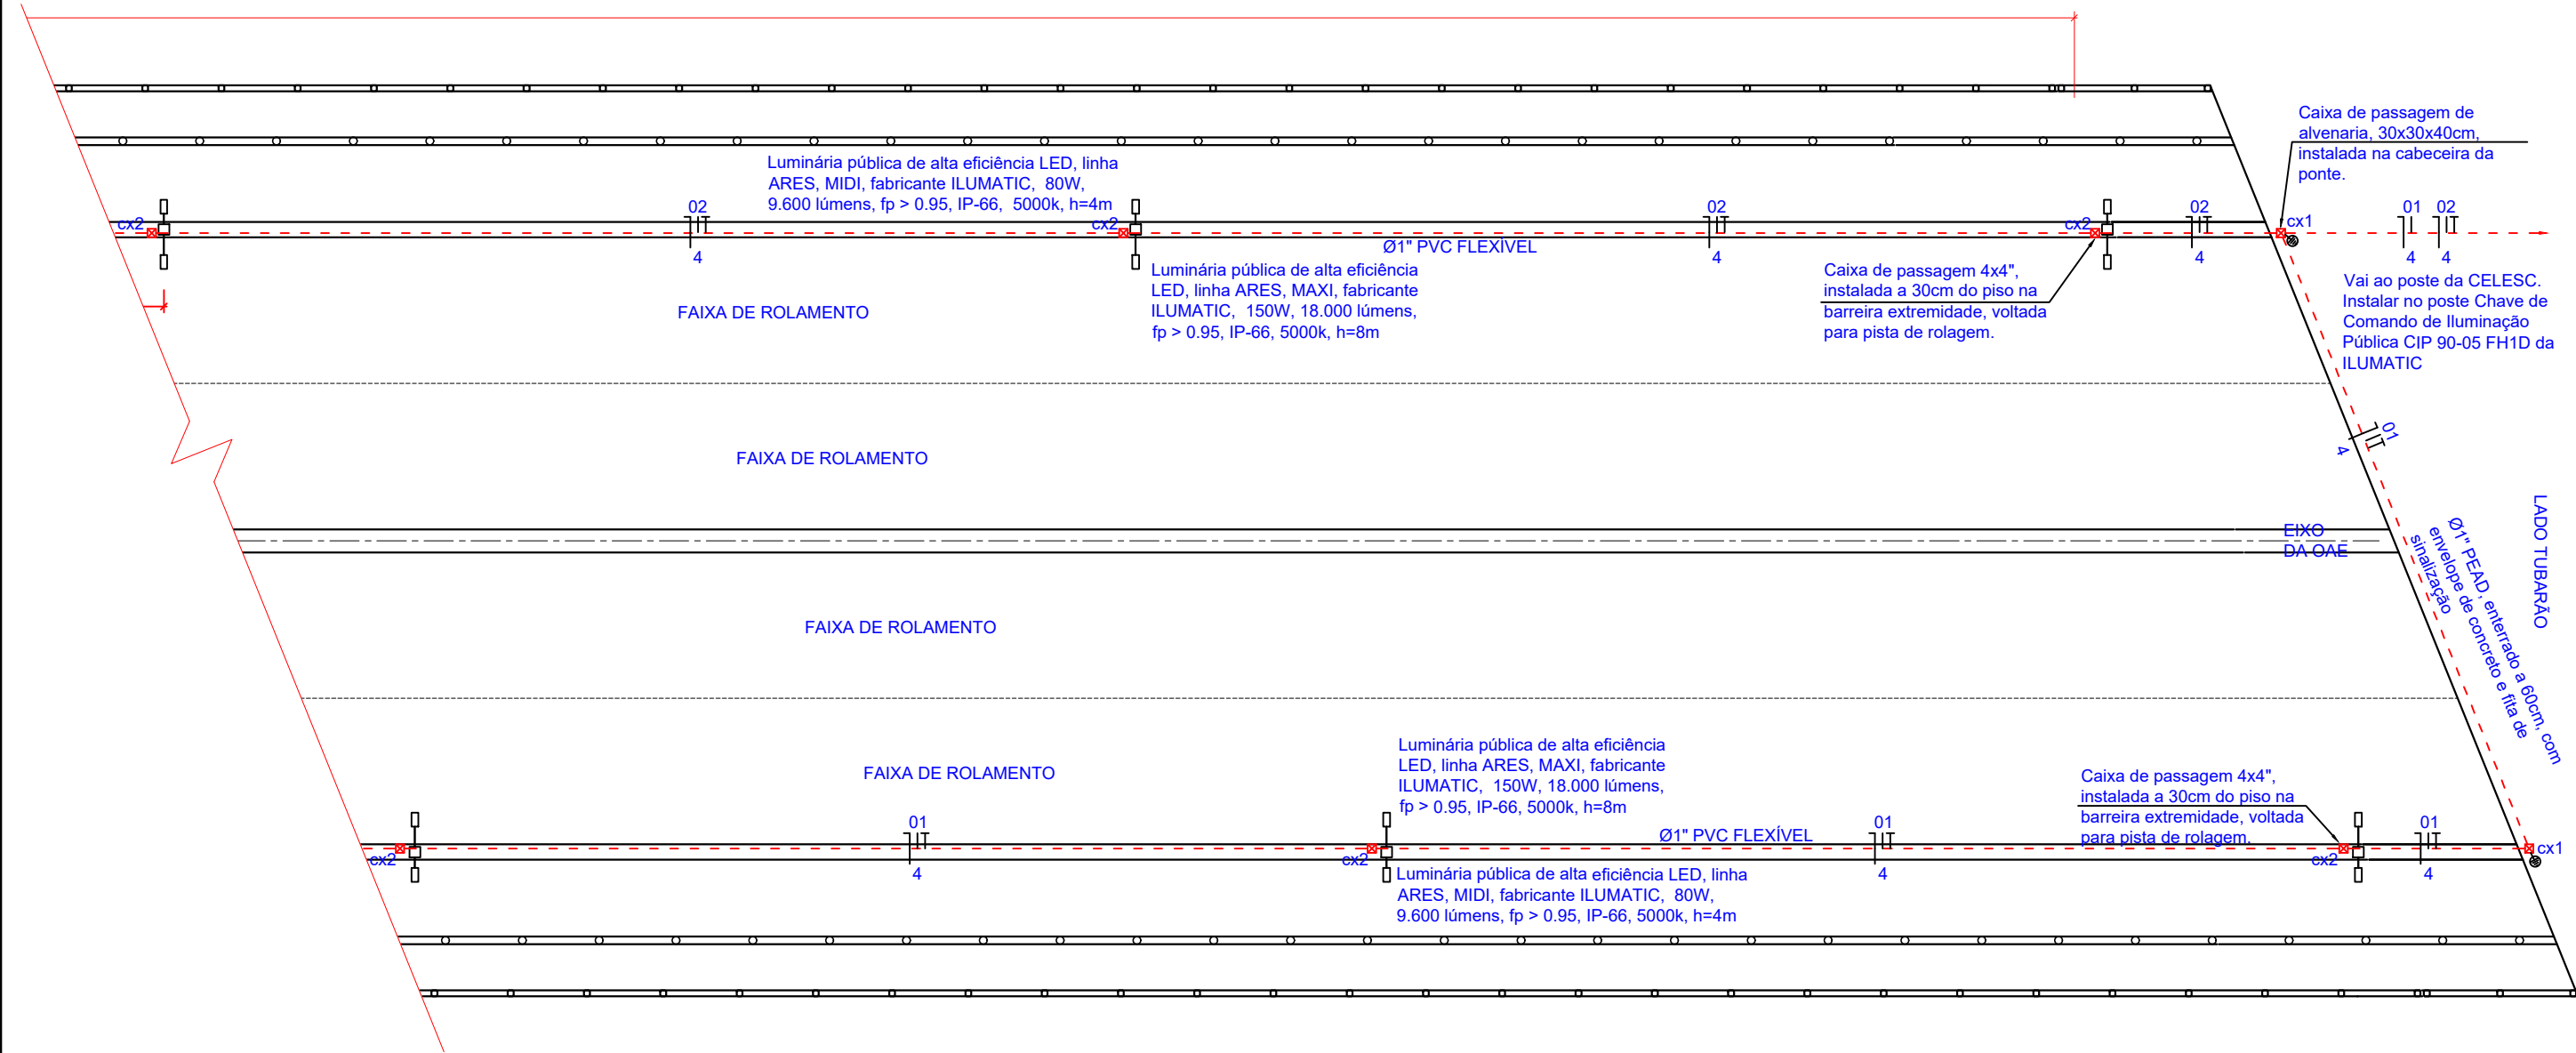 Caixa de passagem de
alvenaria, 30x30x40cm,
instalada na cabeceira da
ponte.
Luminária pública de alta eficiência LED, linha
ARES, MIDI, fabricante ILUMATIC, 80W,
9.600 lúmens, fp > 0.95, IP-66, 5000k, h=4m
cx2
02
4
cx2
Ø1" PVC FLEXÍVEL
02
4
cx2
02
4
cx1
01
4
02
4
Luminária pública de alta eficiência
LED, linha ARES, MAXI, fabricante
ILUMATIC, 150W, 18.000 lúmens,
fp > 0.95, IP-66, 5000k, h=8m
Caixa de passagem 4x4",
instalada a 30cm do piso na
barreira extremidade, voltada
para pista de rolagem.
Vai ao poste da CELESC.
Instalar no poste Chave de
Comando de Iluminação
Pública CIP 90-05 FH1D da
ILUMATIC
FAIXA DE ROLAMENTO
01
4
FAIXA DE ROLAMENTO
EIXO
DA OAE
LADO TUBARÃO
Ø1" PEAD, enterrado a 60cm, com
envelope de concreto e fita de
sinalização
FAIXA DE ROLAMENTO
FAIXA DE ROLAMENTO
Luminária pública de alta eficiência
LED, linha ARES, MAXI, fabricante
ILUMATIC, 150W, 18.000 lúmens,
fp > 0.95, IP-66, 5000k, h=8m
Caixa de passagem 4x4",
instalada a 30cm do piso na
barreira extremidade, voltada
para pista de rolagem.
cx2
01
4
cx2
Ø1" PVC FLEXÍVEL
01
4
cx2
01
4
cx1
Luminária pública de alta eficiência LED, linha
ARES, MIDI, fabricante ILUMATIC, 80W,
9.600 lúmens, fp > 0.95, IP-66, 5000k, h=4m